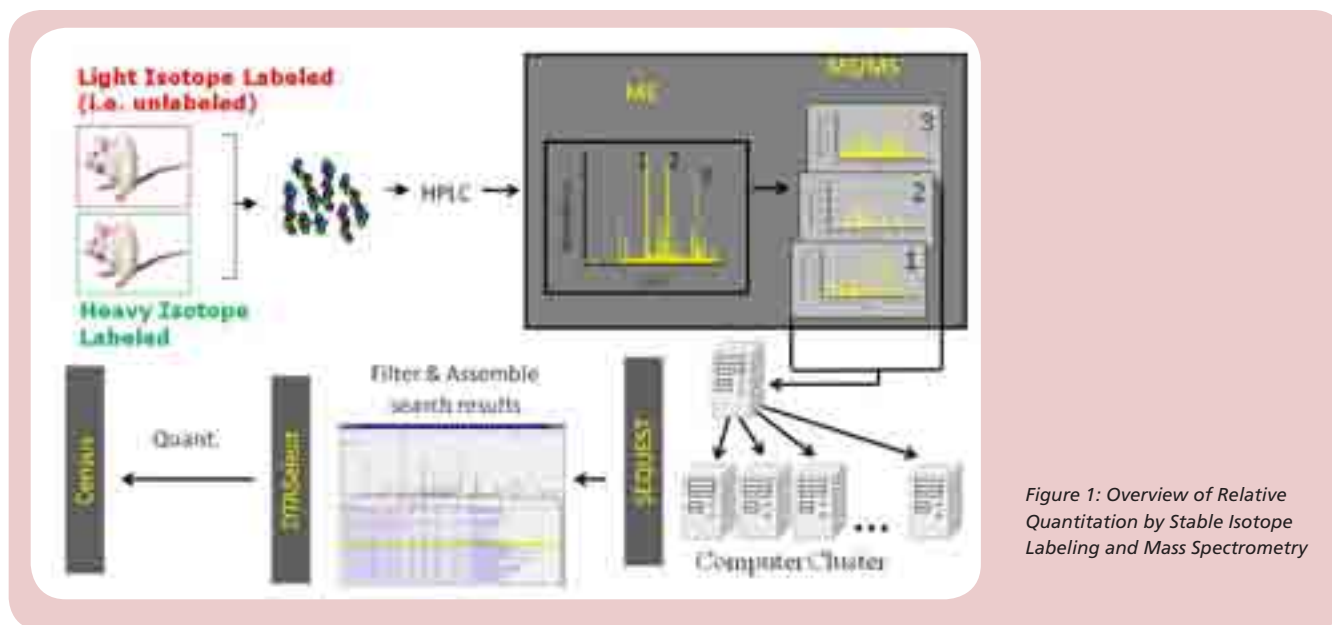 Light Isotope Labeled
(i.e. unlabeled)
Heavy Isotope
Labeled
HPLC
MS
MS/MS
1
2
3
3
2
1
Filter & Assemble
search results
Quant.
Census
DTASelect
SEQUEST
...
Computer Cluster
Figure 1: Overview of Relative
Quantitation by Stable Isotope
Labeling and Mass Spectrometry